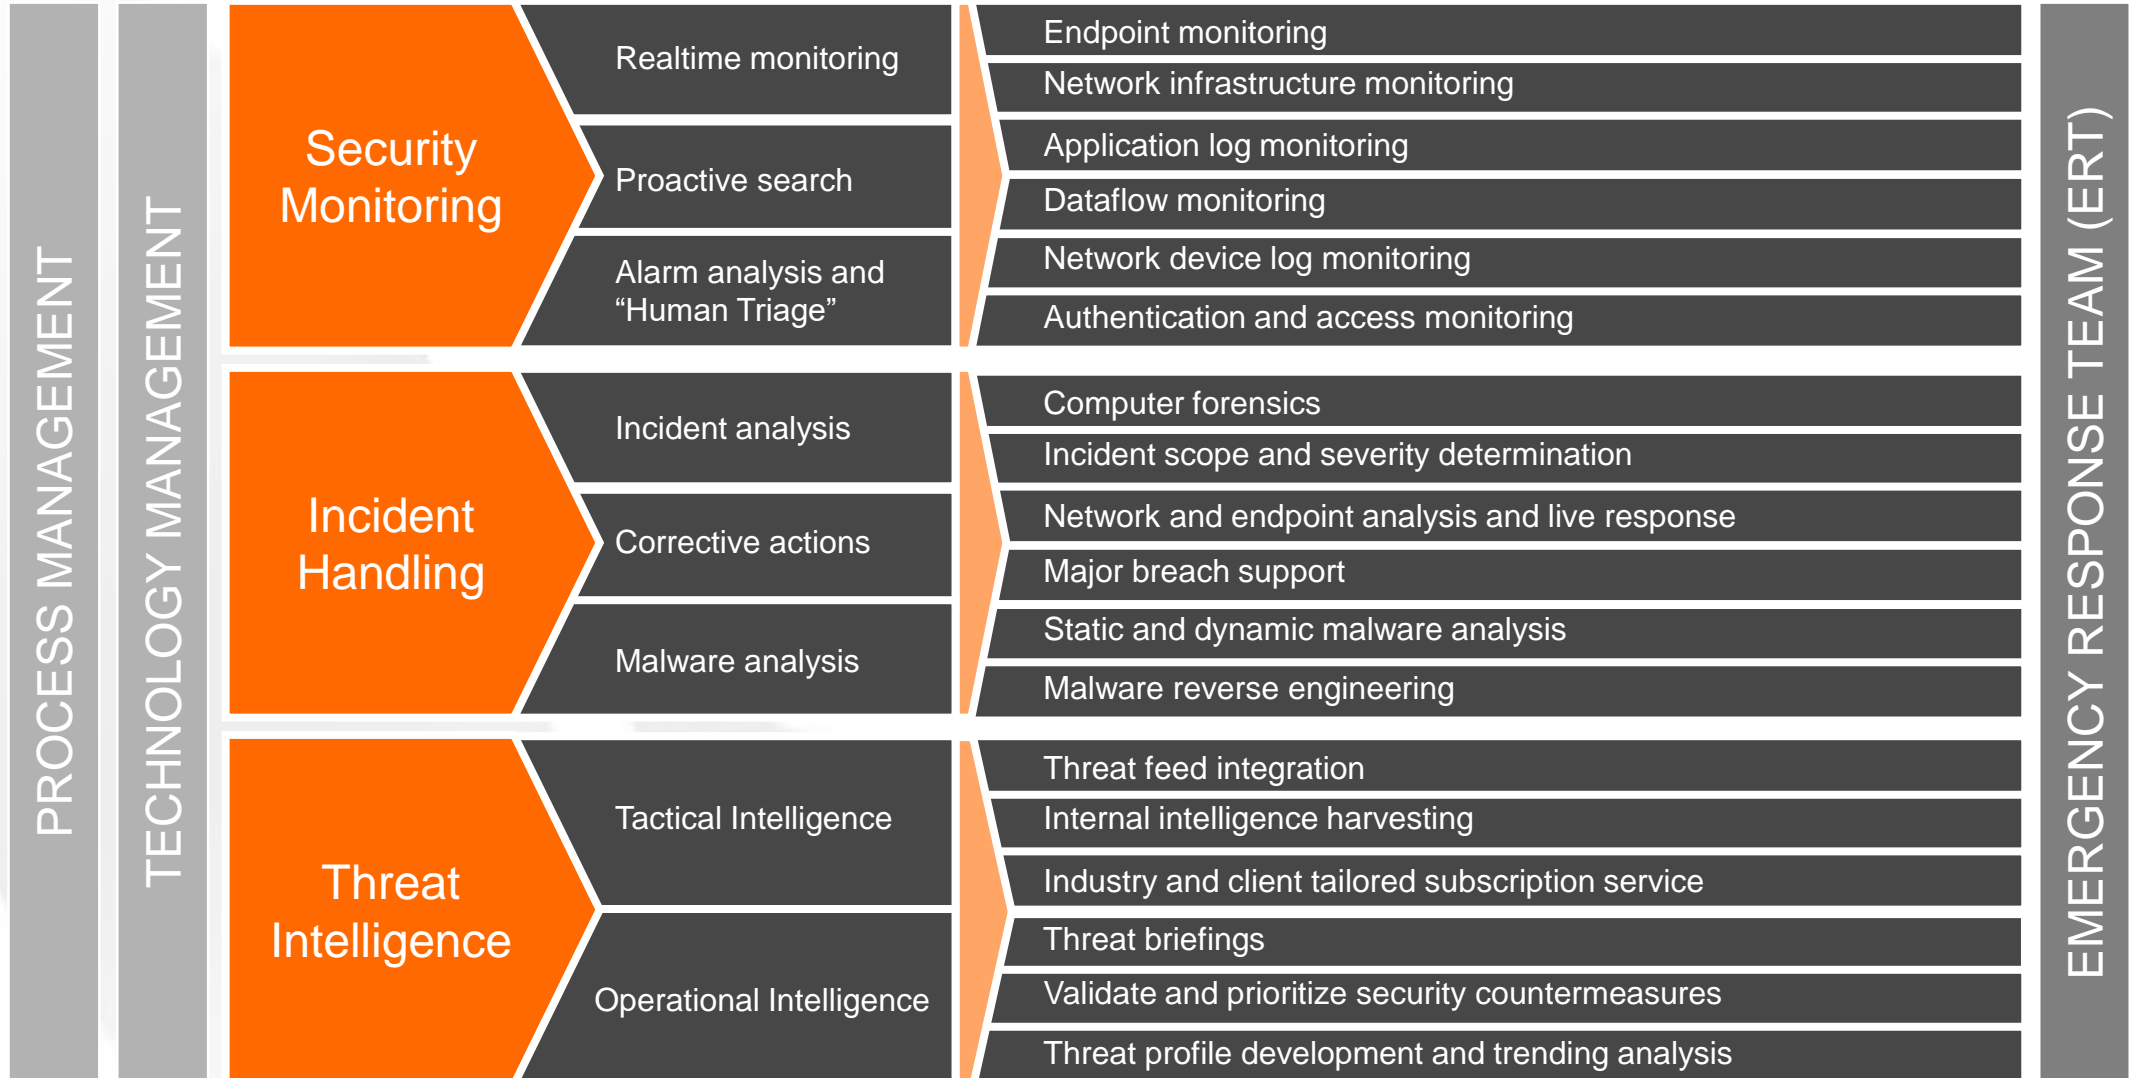 PROCESS MANAGEMENT
TECHNOLOGY MANAGEMENT
Security
Monitoring
Realtime monitoring
Proactive search
Alarm analysis and
“Human Triage”
Endpoint monitoring
Network infrastructure monitoring
Application log monitoring
Dataflow monitoring
Network device log monitoring
Authentication and access monitoring
Incident
Handling
Incident analysis
Corrective actions
Malware analysis
Computer forensics
Incident scope and severity determination
Network and endpoint analysis and live response
Major breach support
Static and dynamic malware analysis
Malware reverse engineering
Threat
Intelligence
Tactical Intelligence
Operational Intelligence
Threat feed integration
Internal intelligence harvesting
Industry and client tailored subscription service
Threat briefings
Validate and prioritize security countermeasures
Threat profile development and trending analysis
EMERGENCY RESPONSE TEAM (ERT)